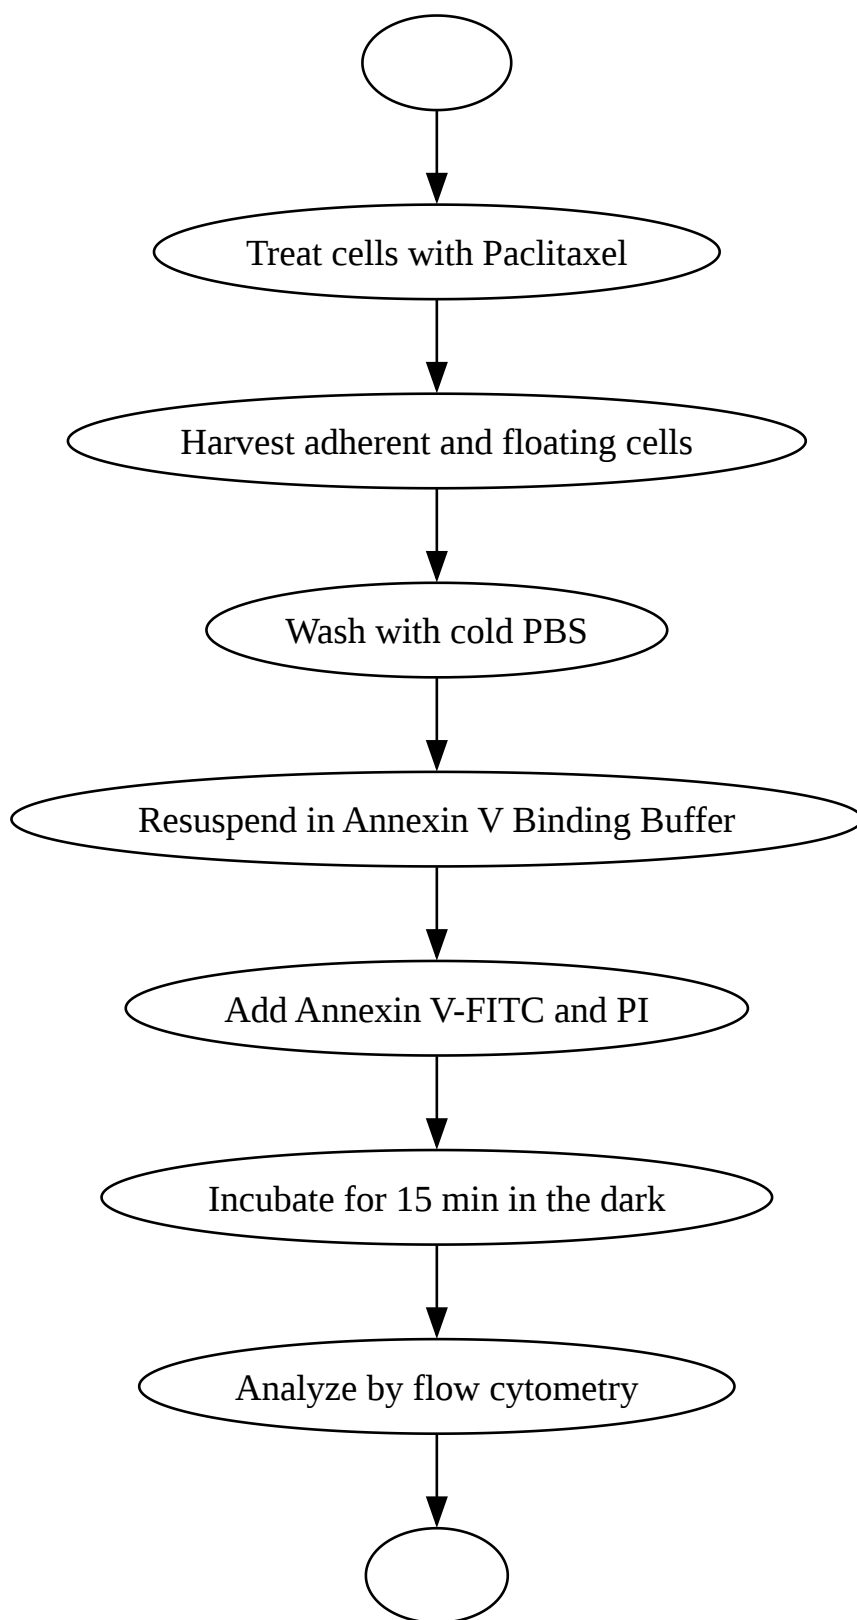 Treat cells with Paclitaxel
Harvest adherent and floating cells
Wash with cold PBS
Resuspend in Annexin V Binding Buffer
Add Annexin V-FITC and PI
Incubate for 15 min in the dark
Analyze by flow cytometry